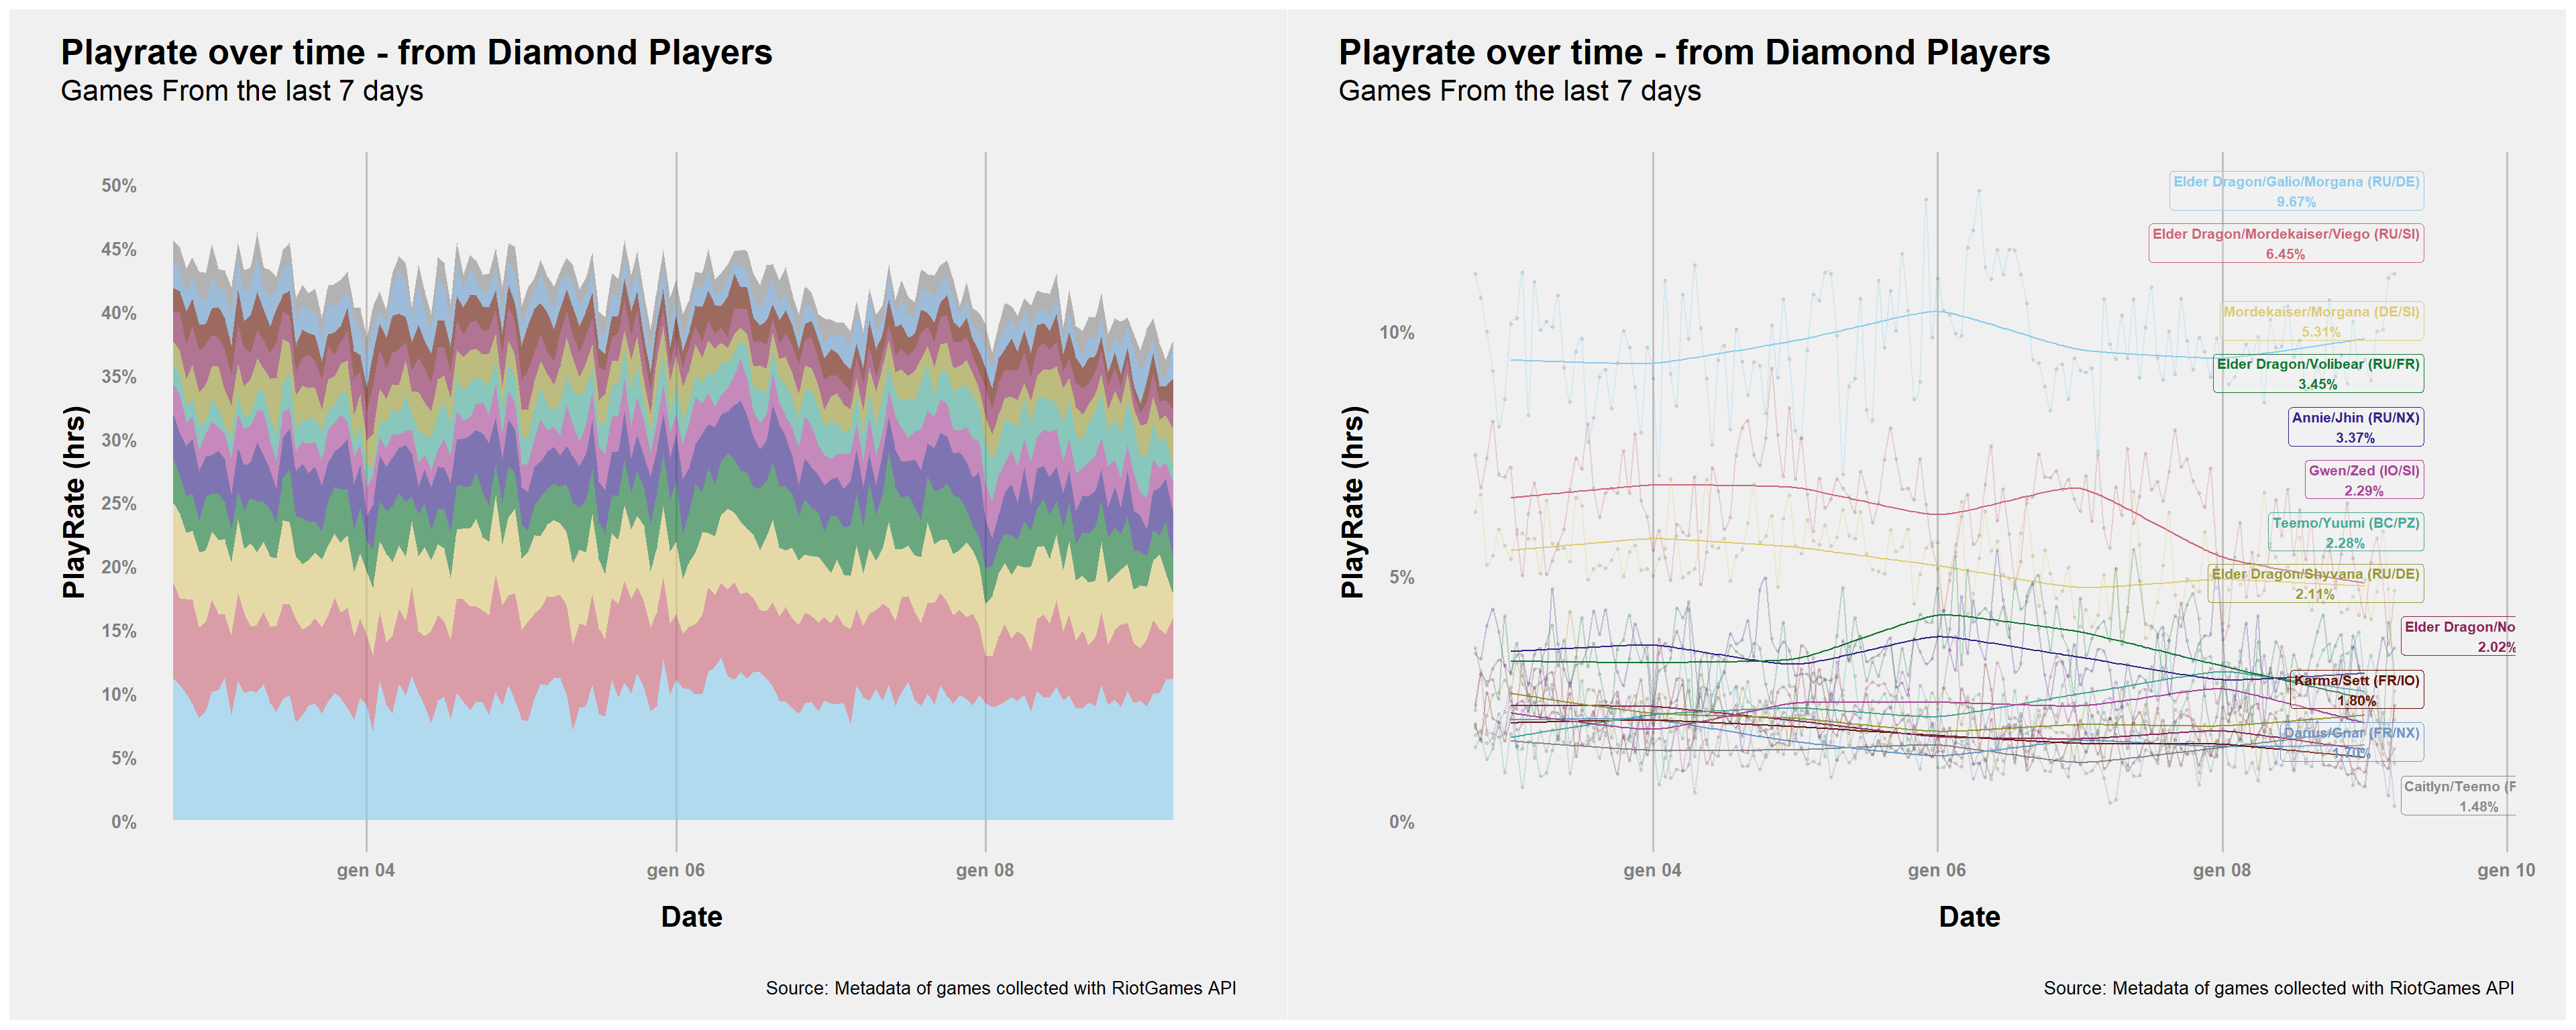 Playrate over time - from Diamond Players
Games From the last 7 days
50%
45%
40%
35%
30%
25%
20%
15%
10%
5%
0%
PlayRate (hrs)
gen 04
gen 06
gen 08
Date
Source: Metadata of games collected with RiotGames API
Playrate over time - from Diamond Players
Games From the last 7 days
10%
5%
0%
PlayRate (hrs)
Elder Dragon/Galio/Morgana (RU/DE)
9.67%
Elder Dragon/Mordekaiser/Viego (RU/SI)
6.45%
Mordekaiser/Morgana (DE/SI)
5.31%
Elder Dragon/Volibear (RU/FR)
3.45%
Annie/Jhin (RU/NX)
3.37%
Gwen/Zed (IO/SI)
2.29%
Teemo/Yuumi (BC/PZ)
2.28%
Elder Dragon/Shyvana (RU/DE)
2.11%
Elder Dragon/No
2.02%
Karma/Sett (FR/IO)
1.80%
Darius/Gnar (FR/NX)
1.70%
Caitlyn/Teemo (F
1.48%
gen 04
gen 06
gen 08
gen 10
Date
Source: Metadata of games collected with RiotGames API